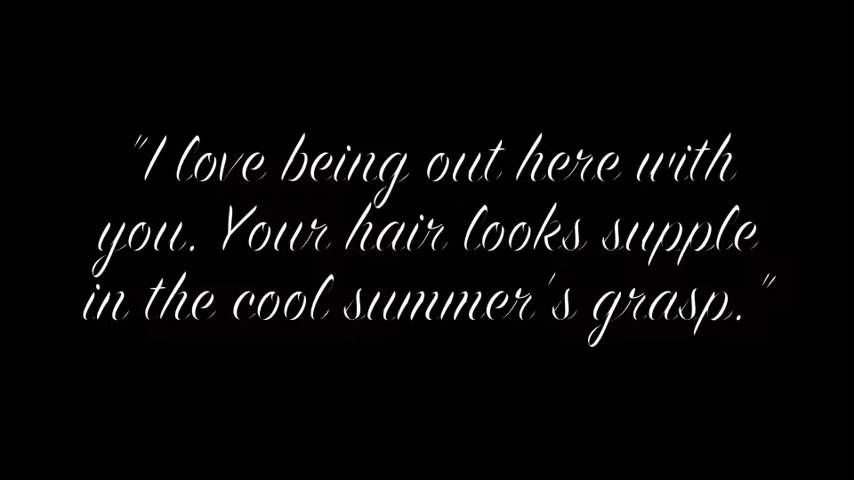 "I love being out here with
you. Your hair looks supple
in the cool summer's grasp."